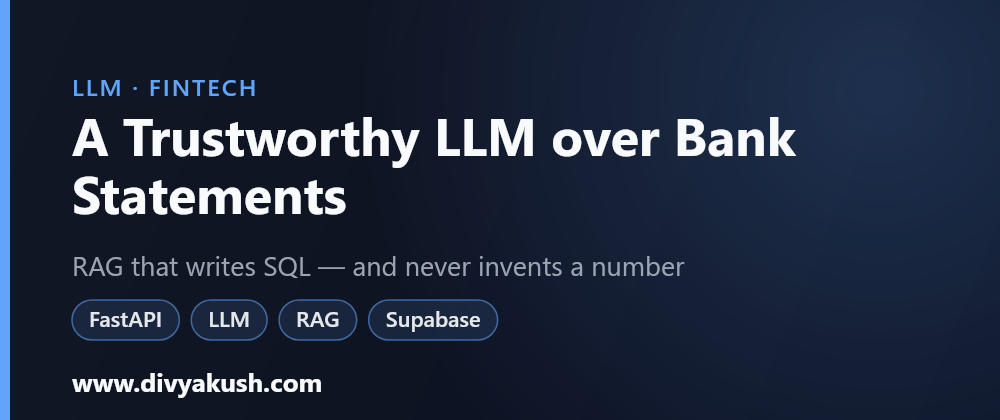 LLM · FINTECH
A Trustworthy LLM over Bank
Statements
RAG that writes SQL — and never invents a number
FastAPI LLM RAG Supabase
www.divyakush.com